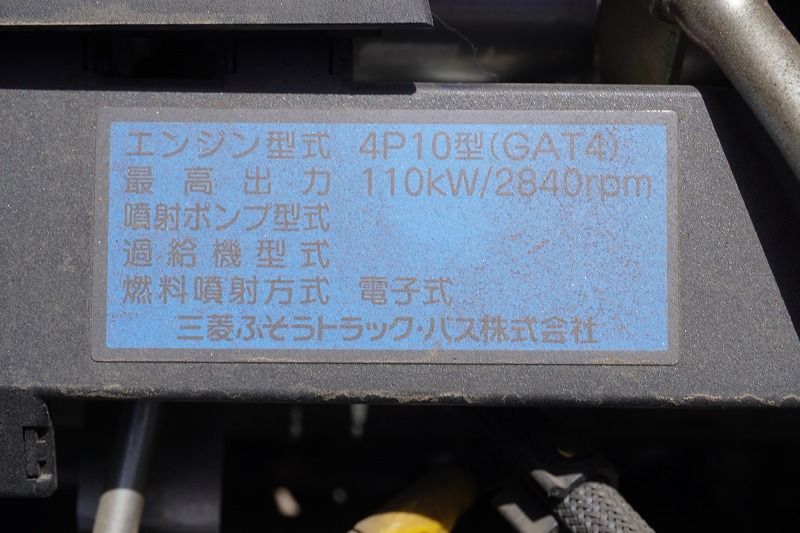 エンジン型式 4P10型(GAT4)
最高出力 110kW/2840rpm
噴射ポンプ型式
過給機型式
燃料噴射方式 電子式
三菱ふそうトラック・バス株式会社